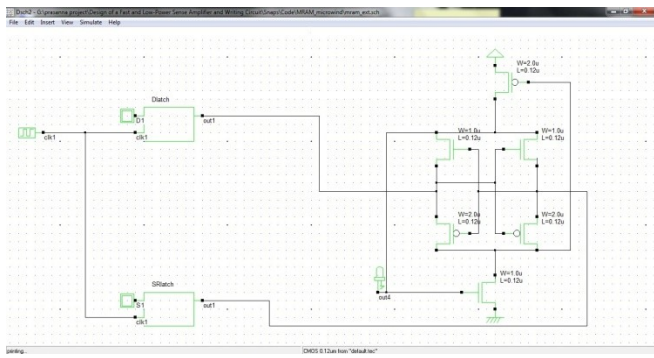 Dsch2 - G:\prasanna project\Design of a Fast and Low-Power Sense Amplifier and Writing Circuit\Snaps\Code\MRAM_microwind\mram_ext.sch
File Edit Insert View Simulate Help
W=2.0u
L=0.12u
Dlatch
D1
out1
clk1
clk1
W=1.0u
L=0.12u
W=1.0u
L=0.12u
W=2.0u
L=0.12u
W=2.0u
L=0.12u
W=1.0u
L=0.12u
SRlatch
S1
out1
out4
clk1
CMOS 0.12um from "default.tec"